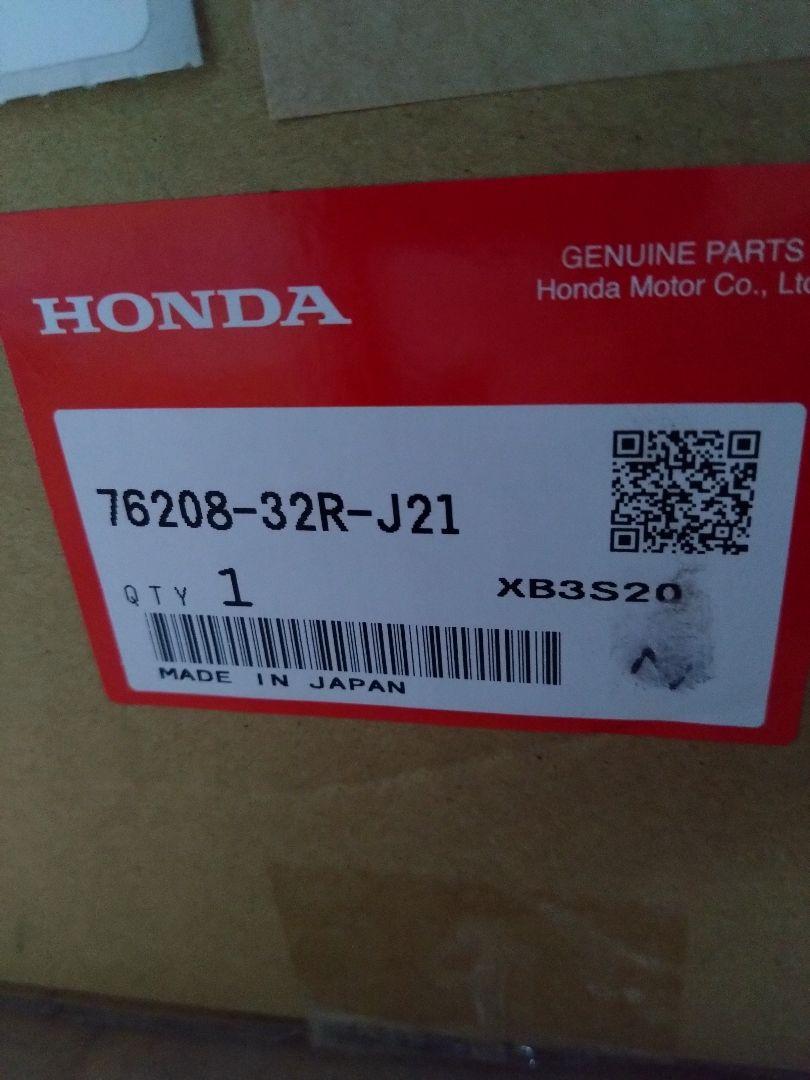 HONDA
GENUINE PARTS
Honda Motor Co., Ltd
76208-32R-J21
QTY 1
XB3S20
MADE IN JAPAN